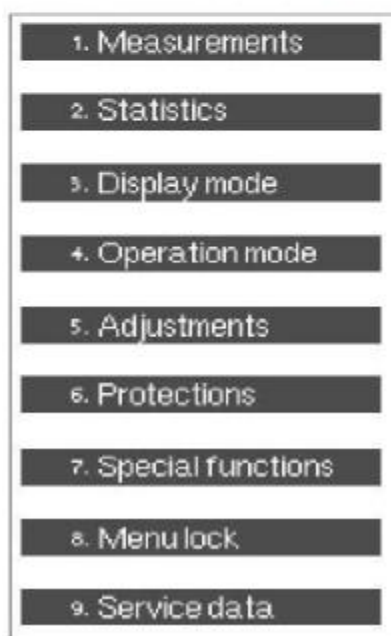 1. Measurements
2. Statistics
3. Display mode
4. Operation mode
5. Adjustments
6. Protections
7. Special functions
8. Menu lock
9. Service data